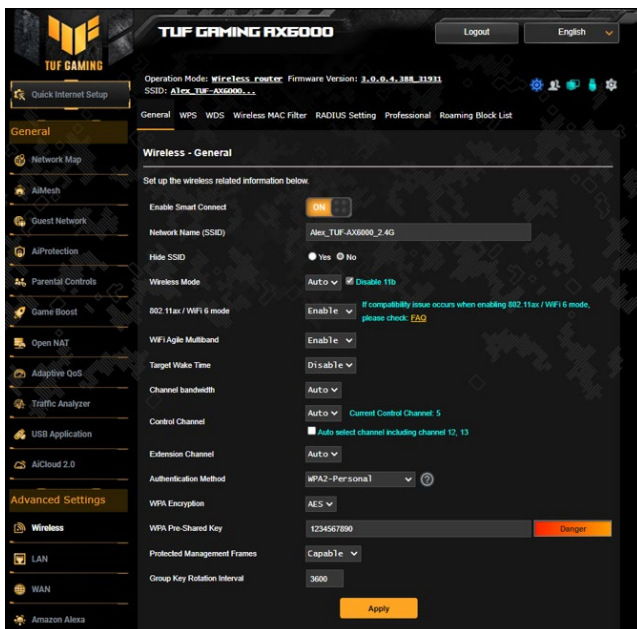 TUF GAMING
TUF GAMING AX6000
Logout
English
Quick Internet Setup
Operation Mode: Wireless router Firmware Version: 3.0.0.4.388_31931
SSID: Alex_TUF-AX6000...
General WPS WDS Wireless MAC Filter RADIUS Setting Professional Roaming Block List
General
Network Map
AiMesh
Guest Network
AiProtection
Parental Controls
Game Boost
Open NAT
Adaptive QoS
Traffic Analyzer
USB Application
AiCloud 2.0
Advanced Settings
Wireless
LAN
WAN
Amazon Alexa
Wireless - General
Set up the wireless related information below.
Enable Smart Connect ON
Network Name (SSID) Alex_TUF-AX6000_2.4G
Hide SSID Yes No
Wireless Mode Auto Disable 11b
802.11ax / WiFi 6 mode Enable If compatibility issue occurs when enabling 802.11ax / WiFi 6 mode,
please check: FAQ
WiFi Agile Multiband Enable
Target Wake Time Disable
Channel bandwidth Auto
Control Channel Auto Current Control Channel: 5
Auto select channel including channel 12, 13
Extension Channel Auto
Authentication Method WPA2-Personal ?
WPA Encryption AES
WPA Pre-Shared Key 1234567890 Danger
Protected Management Frames Capable
Group Key Rotation Interval 3600
Apply